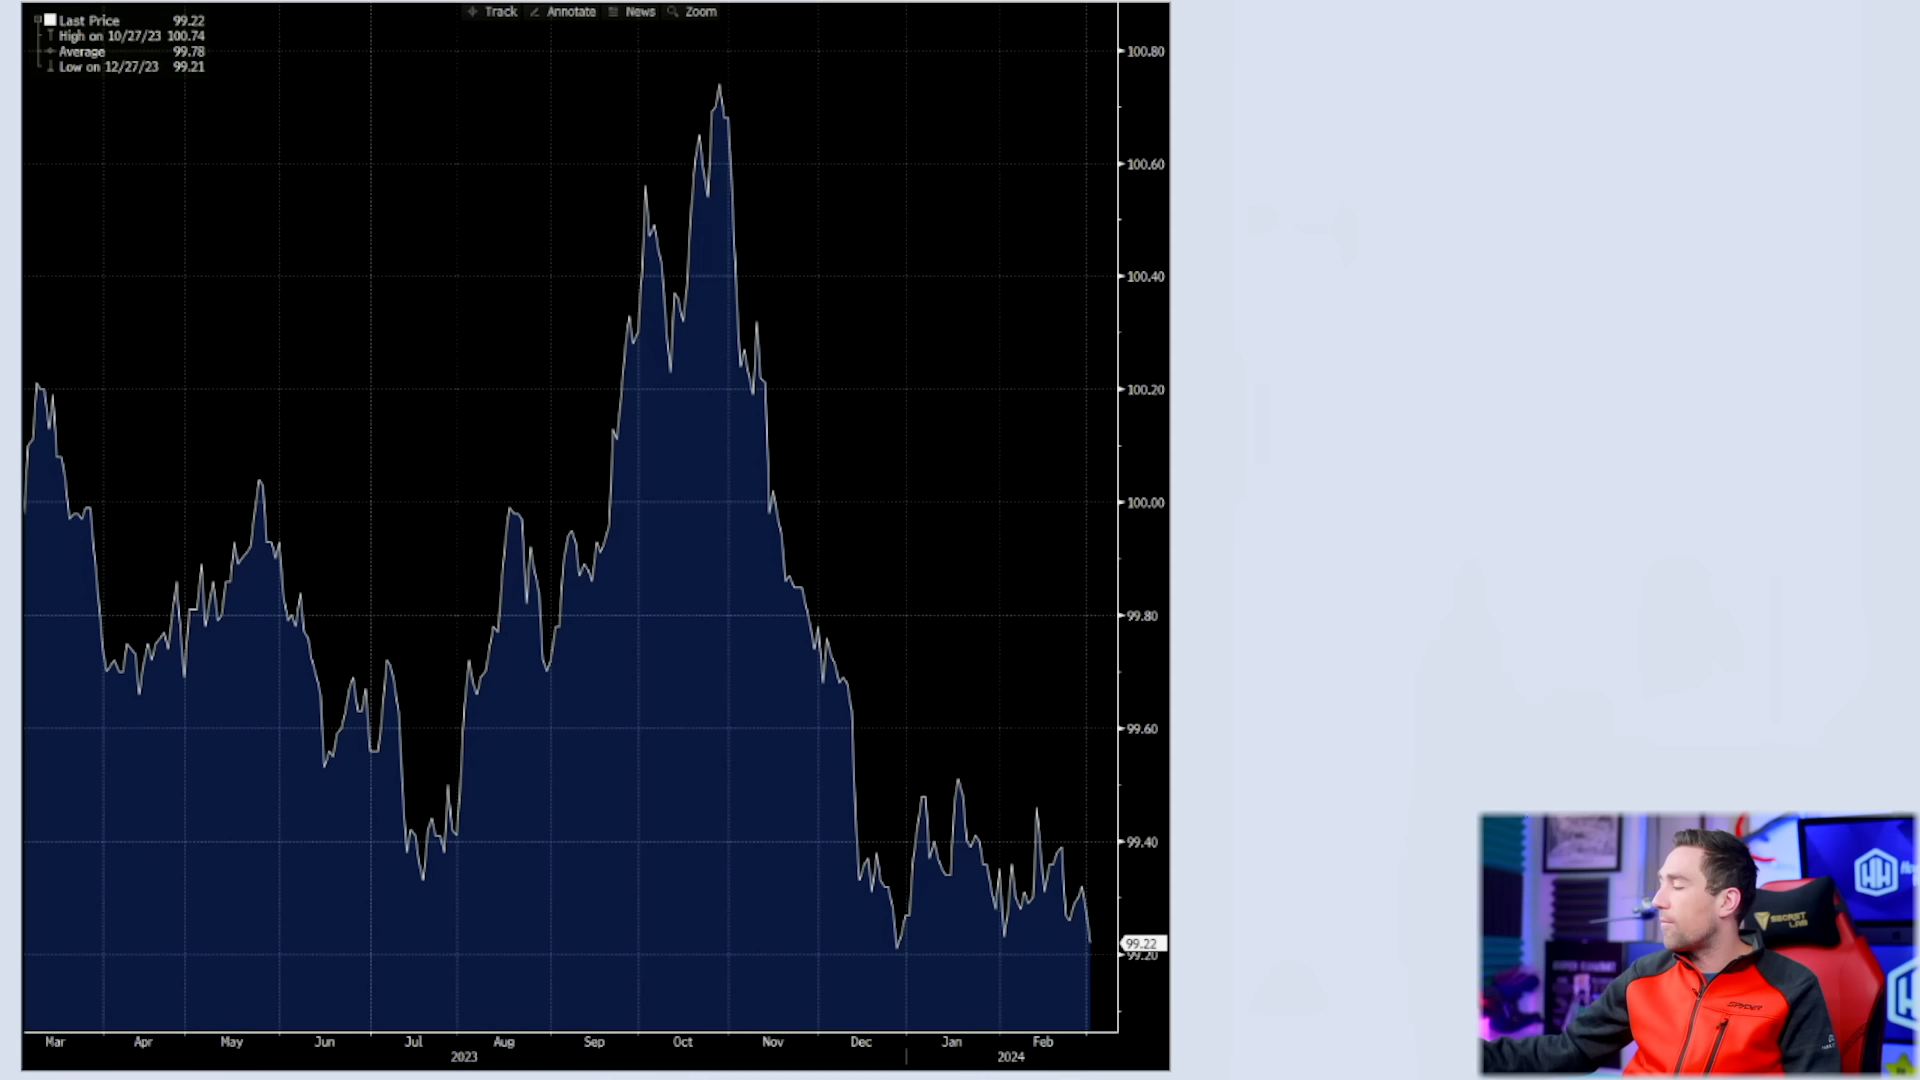 Track Annotate News Zoom
Last Price 99.22
High on 10/27/23 100.74
Average 99.78
Low on 12/27/23 99.21
100.80
100.60
100.40
100.20
100.00
99.80
99.60
99.40
99.22
99.20
Mar Apr May Jun Jul Aug Sep Oct Nov Dec Jan Feb
2023 2024
SECRET
LAB
SPYDER